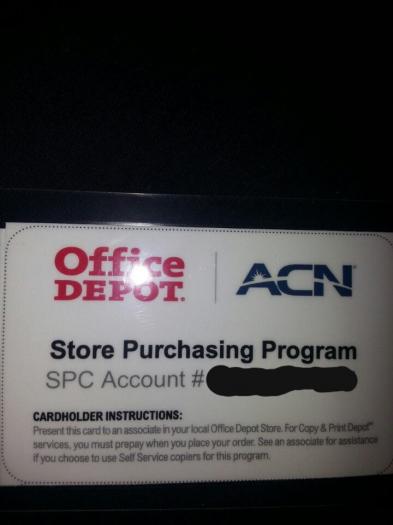 Office
DEPOT.
ACN
Store Purchasing Program
SPC Account #
CARDHOLDER INSTRUCTIONS:
Present this card to an associate in your local Office Depot Store. For Copy & Print Depot™
services, you must prepay when you place your order. See an associate for assistance
if you choose to use Self Service copiers for this program.